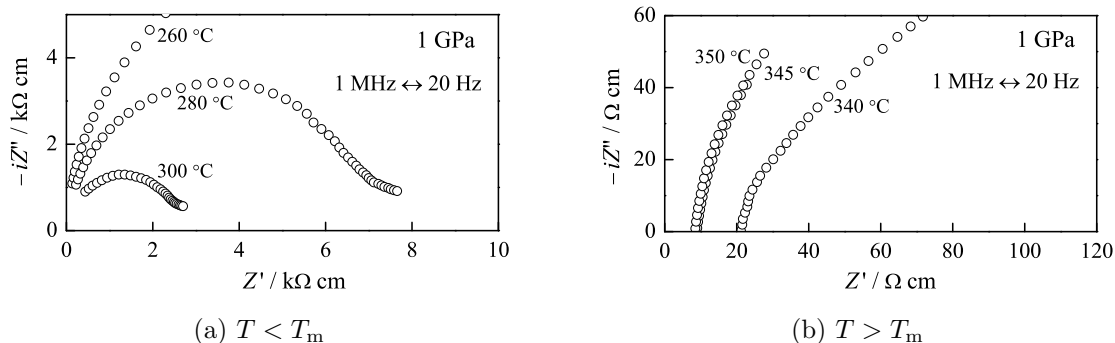 1 GPa
1 MHz ↔ 20 Hz
260 °C
280 °C
300 °C
− iZ" / kΩ cm
0 2 4
0 2 4 6 8 10
Z' / kΩ cm
(a) T < Tm
1 GPa
1 MHz ↔ 20 Hz
350 °C
345 °C
340 °C
− iZ" / Ω cm
0 20 40 60
0 20 40 60 80 100 120
Z' / Ω cm
(b) T > Tm